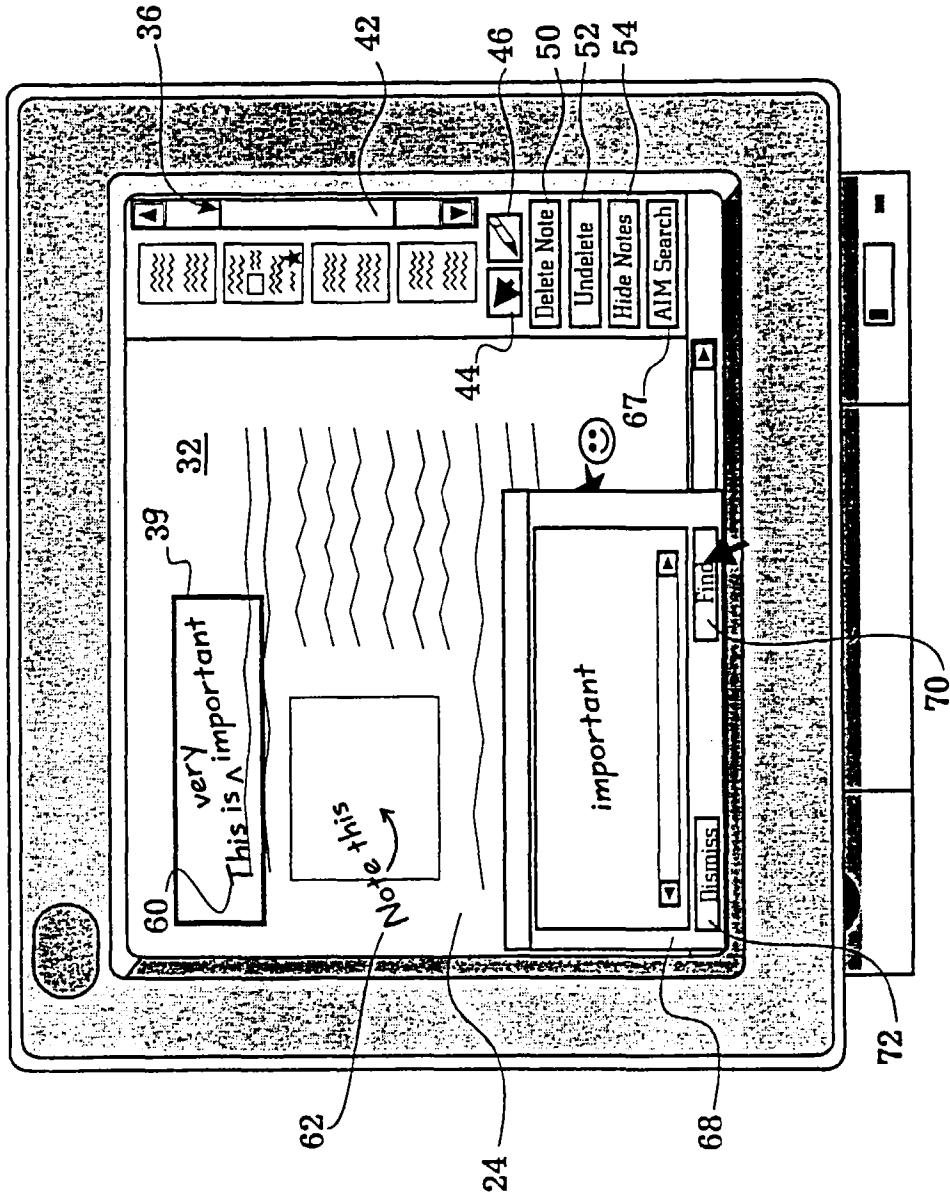 36
42
46
50
52
54
44
Delete Note
Undelete
Hide Notes
AIM Search
67
32
39
60
very
This is ^ important
62
Note this
24
important
Find
Dismiss
68
70
72